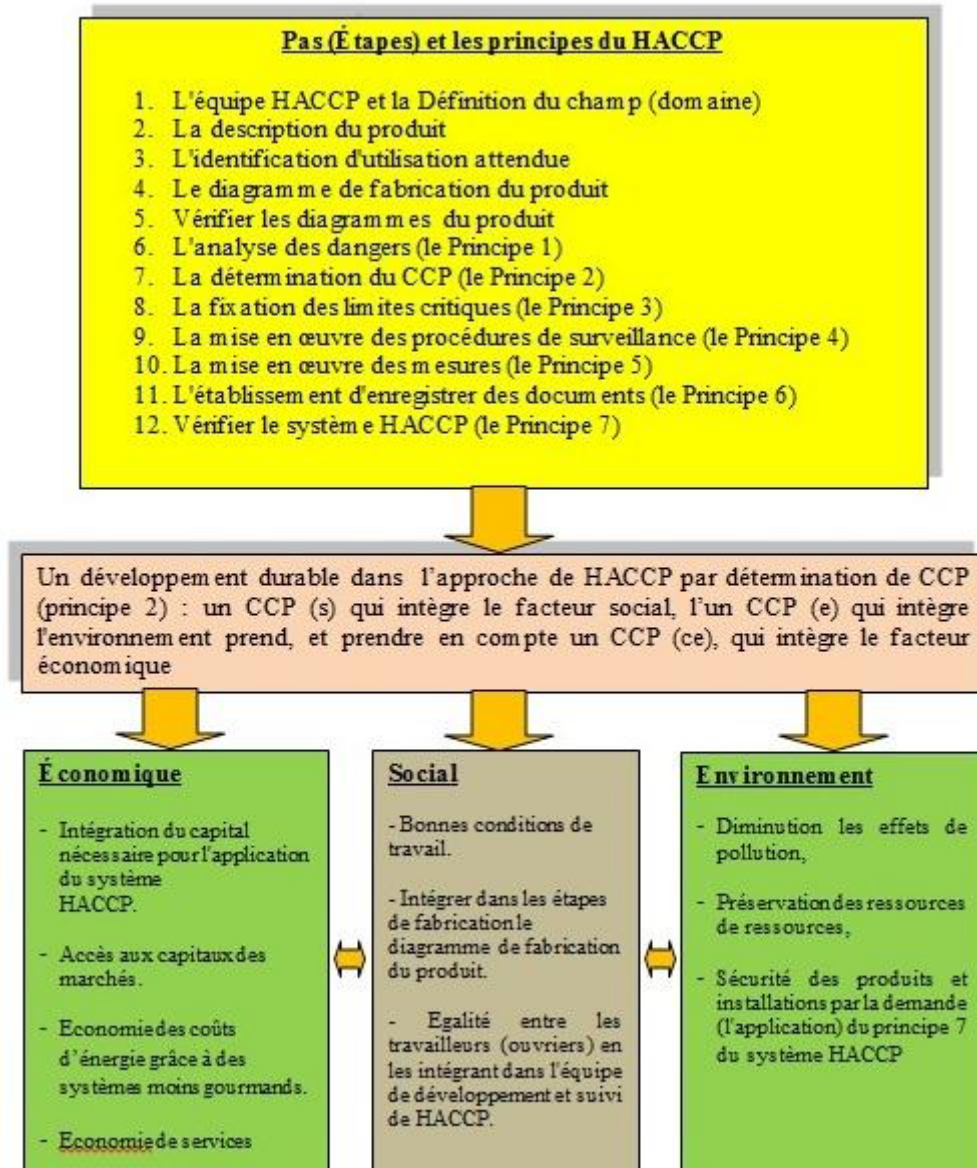 Pas (Étapes) et les principes du HACCP
1. L'équipe HACCP et la Définition du champ (domaine)
2. La description du produit
3. L'identification d'utilisation attendue
4. Le diagramme de fabrication du produit
5. Vérifier les diagrammes du produit
6. L'analyse des dangers (le Principe 1)
7. La détermination du CCP (le Principe 2)
8. La fixation des limites critiques (le Principe 3)
9. La mise en œuvre des procédures de surveillance (le Principe 4)
10. La mise en œuvre des mesures (le Principe 5)
11. L'établissement d'enregistrer des documents (le Principe 6)
12. Vérifier le système HACCP (le Principe 7)
Un développement durable dans l'approche de HACCP par détermination de CCP
(principe 2) : un CCP (s) qui intègre le facteur social, l'un CCP (e) qui intègre
l'environnement prend, et prendre en compte un CCP (ce), qui intègre le facteur
économique
Économique
- Intégration du capital
nécessaire pour l'application
du système
HACCP.
- Accès aux capitaux des
marchés.
- Economie des coûts
d'énergie grâce à des
systèmes moins gourmands.
- Economie de services
Social
- Bonnes conditions de
travail.
- Intégrer dans les étapes
de fabrication le
diagramme de fabrication
du produit.
- Egalité entre les
travailleurs (ouvriers) en
les intégrant dans l'équipe
de développement et suivi
de HACCP.
Environnement
- Diminution les effets de
pollution,
- Préservation des ressources
de ressources,
- Sécurité des produits et
installations par la demande
(l'application) du principe 7
du système HACCP